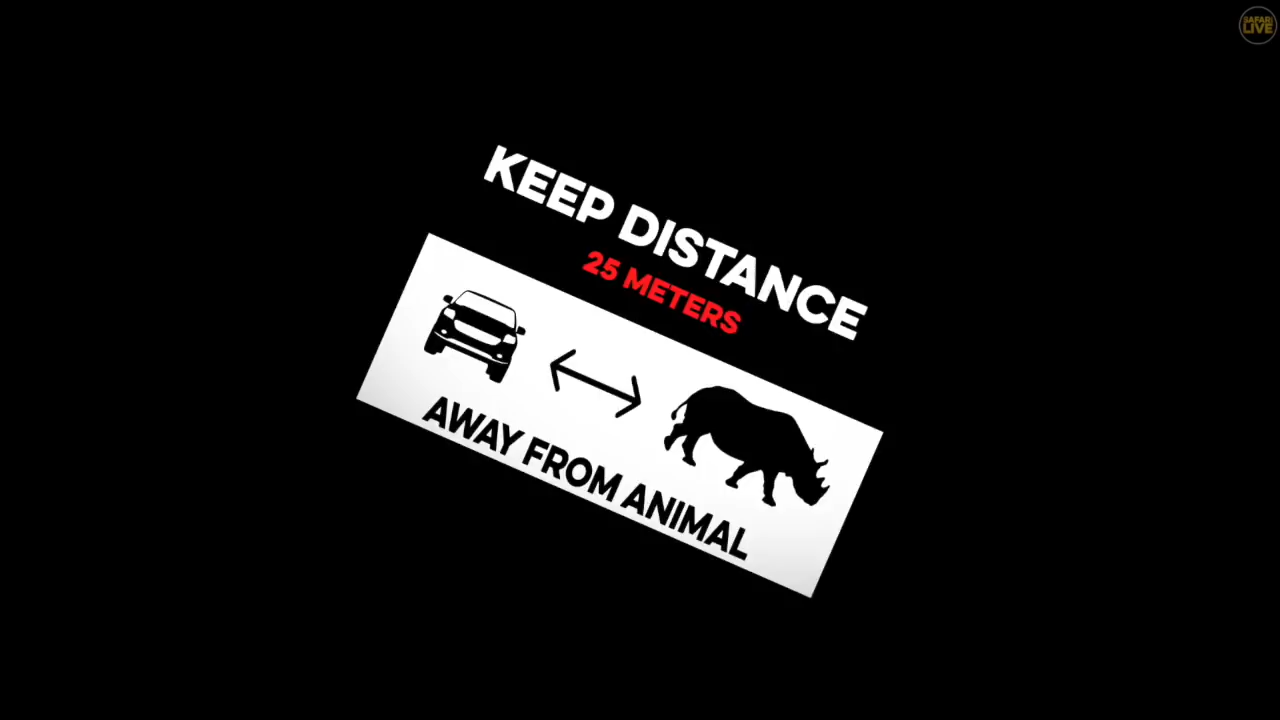 SAFARI
LIVE
KEEP DISTANCE
25 METERS
AWAY FROM ANIMAL